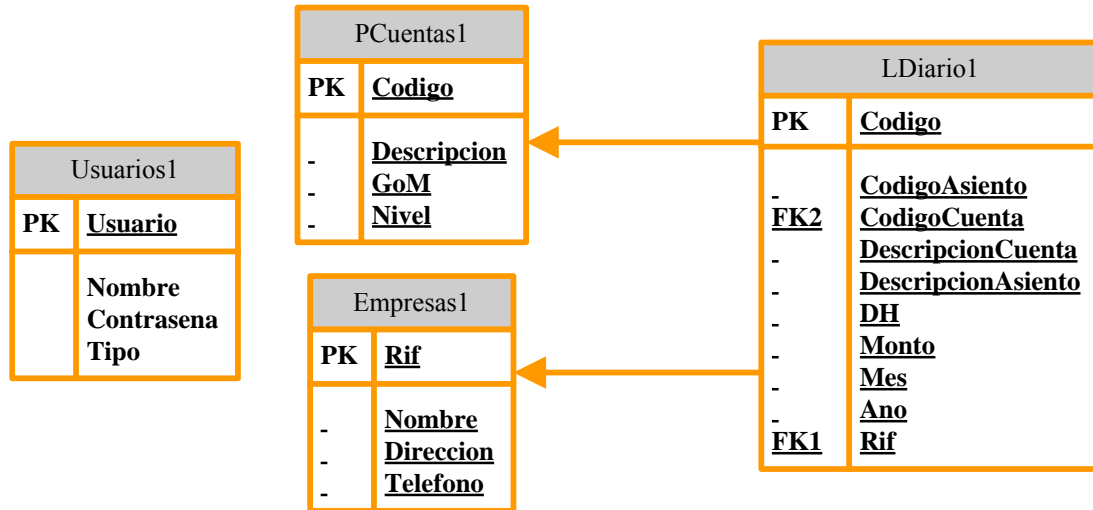 PCuentas1
PK Codigo
- Descripcion
- GoM
- Nivel
LDiario1
PK Codigo
- CodigoAsiento
FK2 CodigoCuenta
- DescripcionCuenta
- DescripcionAsiento
- DH
- Monto
- Mes
- Ano
FK1 Rif
Usuarios1
PK Usuario
Nombre
Contrasena
Tipo
Empresas1
PK Rif
- Nombre
- Direccion
- Telefono